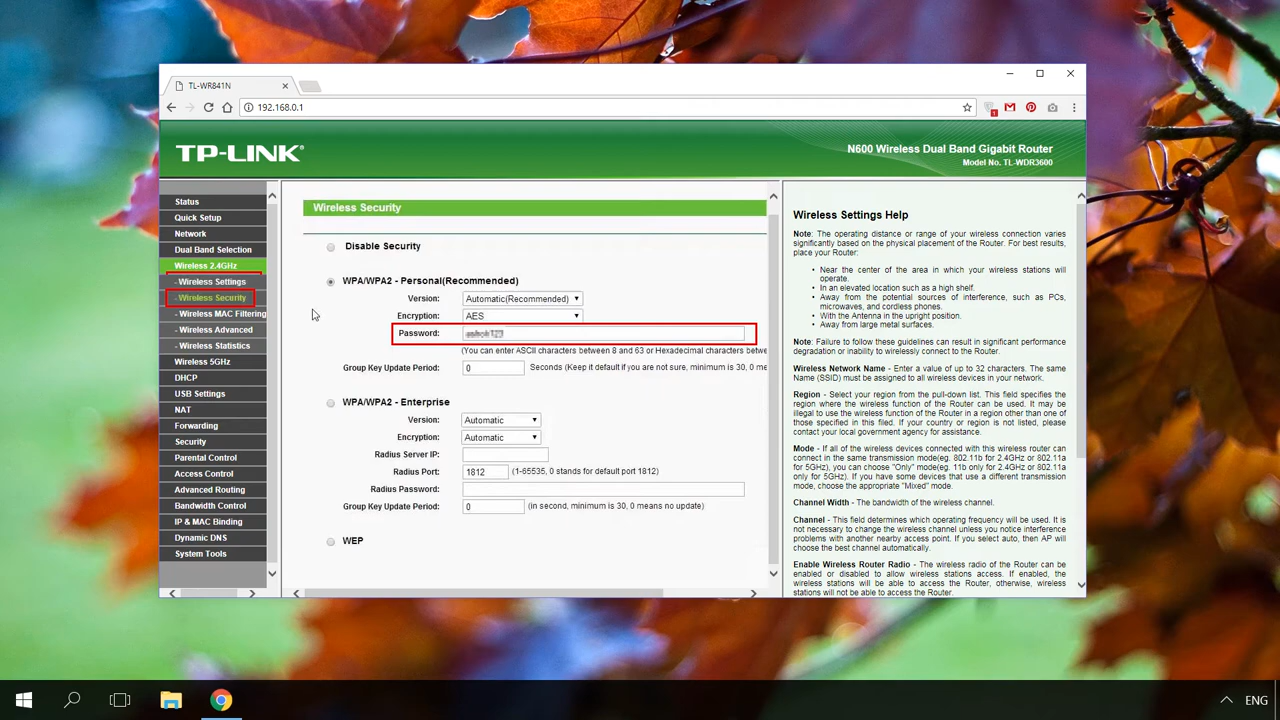 TL-WR841N
192.168.0.1
1
TP-LINK®
N600 Wireless Dual Band Gigabit Router
Model No. TL-WDR3600
Status
Quick Setup
Network
Dual Band Selection
Wireless 2.4GHz
- Wireless Settings
- Wireless Security
- Wireless MAC Filtering
- Wireless Advanced
- Wireless Statistics
Wireless 5GHz
DHCP
USB Settings
NAT
Forwarding
Security
Parental Control
Access Control
Advanced Routing
Bandwidth Control
IP & MAC Binding
Dynamic DNS
System Tools
Wireless Security
Disable Security
WPA/WPA2 - Personal(Recommended)
Version: Automatic(Recommended)
Encryption: AES
Password:
(You can enter ASCII characters between 8 and 63 or Hexadecimal characters betwe
Group Key Update Period: 0 Seconds (Keep it default if you are not sure, minimum is 30, 0 me
WPA/WPA2 - Enterprise
Version: Automatic
Encryption: Automatic
Radius Server IP:
Radius Port: 1812 (1-65535, 0 stands for default port 1812)
Radius Password:
Group Key Update Period: 0 (in second, minimum is 30, 0 means no update)
WEP
Wireless Settings Help
Note: The operating distance or range of your wireless connection varies
significantly based on the physical placement of the Router. For best results,
place your Router:
• Near the center of the area in which your wireless stations will
operate.
• In an elevated location such as a high shelf.
• Away from the potential sources of interference, such as PCs,
microwaves, and cordless phones.
• With the Antenna in the upright position.
• Away from large metal surfaces.
Note: Failure to follow these guidelines can result in significant performance
degradation or inability to wirelessly connect to the Router.
Wireless Network Name - Enter a value of up to 32 characters. The same
Name (SSID) must be assigned to all wireless devices in your network.
Region - Select your region from the pull-down list. This field specifies the
region where the wireless function of the Router can be used. It may be
illegal to use the wireless function of the Router in a region other than one of
those specified in this filed. If your country or region is not listed, please
contact your local government agency for assistance.
Mode - If all of the wireless devices connected with this wireless router can
connect in the same transmission mode(eg. 802.11b for 2.4GHz or 802.11a
for 5GHz), you can choose "Only" mode(eg. 11b only for 2.4GHz or 802.11a
only for 5GHz). If you have some devices that use a different transmission
mode, choose the appropriate "Mixed" mode.
Channel Width - The bandwidth of the wireless channel.
Channel - This field determines which operating frequency will be used. It is
not necessary to change the wireless channel unless you notice interference
problems with another nearby access point. If you select auto, then AP will
choose the best channel automatically.
Enable Wireless Router Radio - The wireless radio of the Router can be
enabled or disabled to allow wireless stations access. If enabled, the
wireless stations will be able to access the Router, otherwise, wireless
stations will not be able to access the Router.
ENG